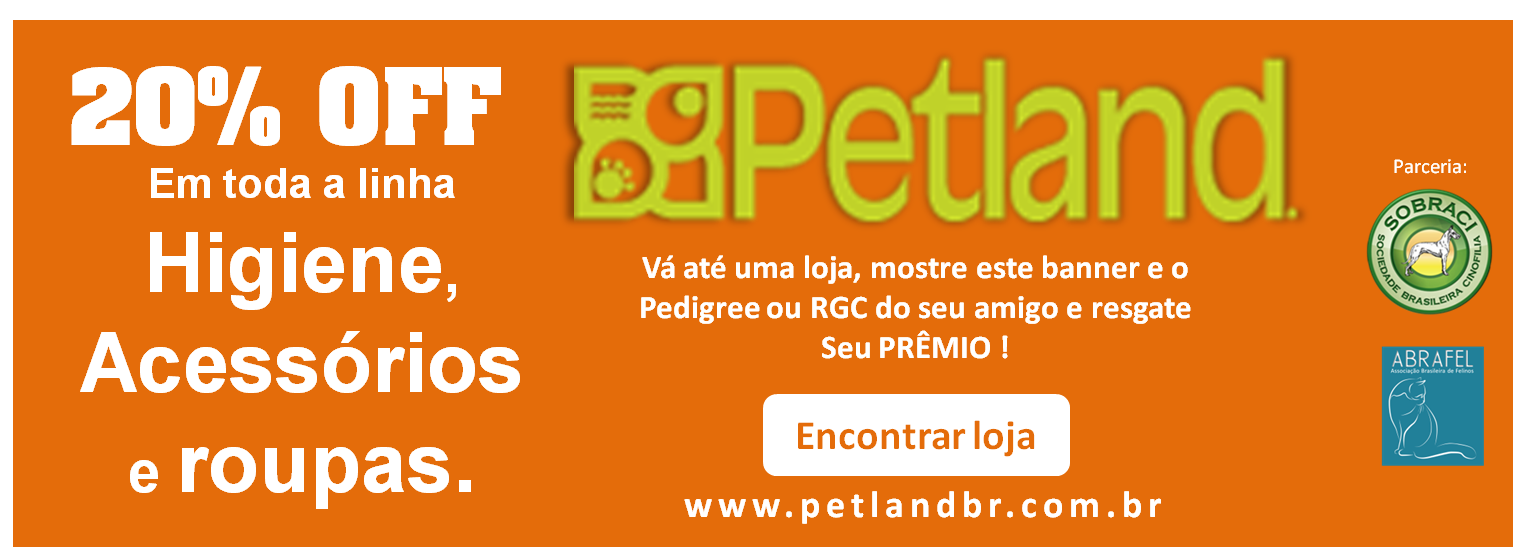 20% OFF
Em toda a linha
Higiene,
Acessórios
e roupas.
Petland.
Vá até uma loja, mostre este banner e o
Pedigree ou RGC do seu amigo e resgate
Seu PRÊMIO !
Encontrar loja
www.petlandbr.com.br
Parceria:
SOBRACI
SOCIEDADE BRASILEIRA CINOFILIA
ABRAFEL
Associação Brasileira de Felinos